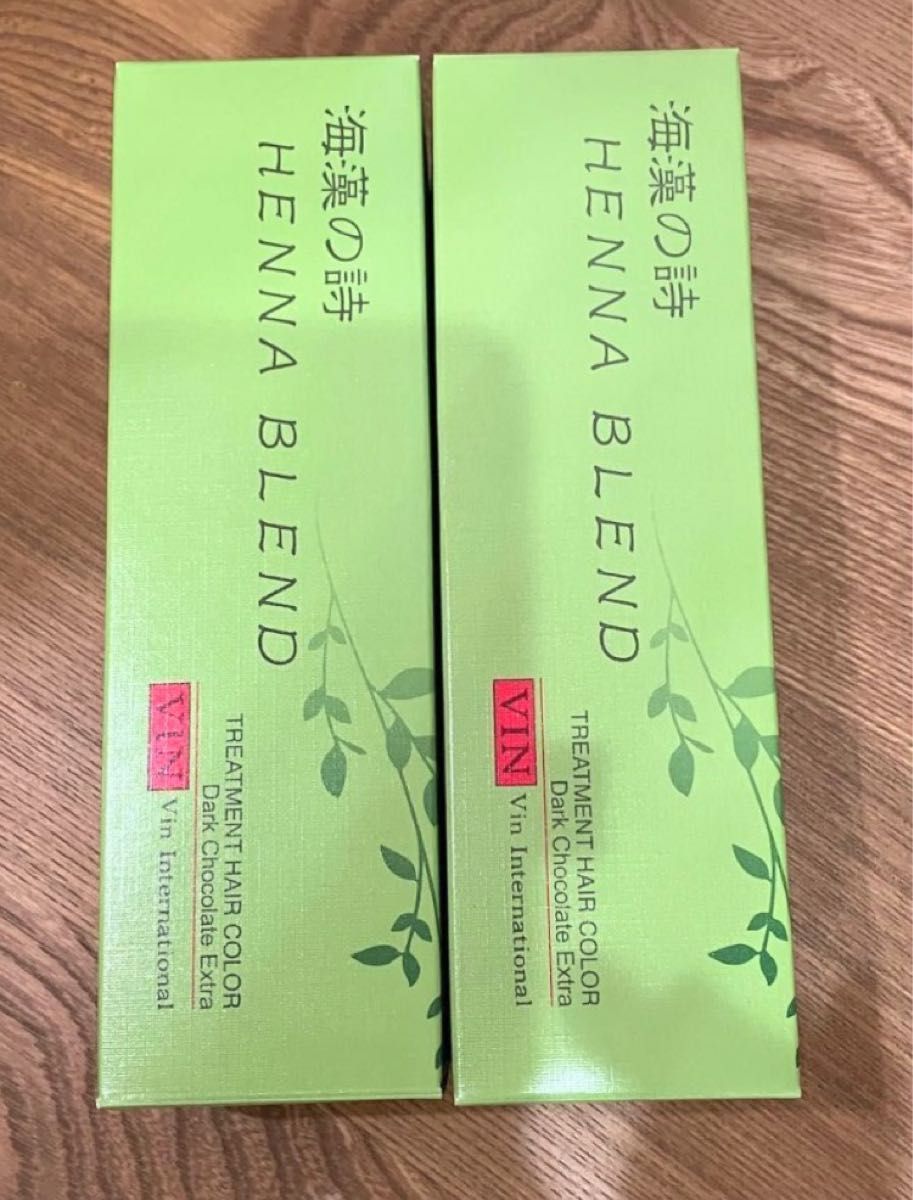 海藻の詩
HENNA BLEND
TREATMENT HAIR COLOR
Dark Chocolate Extra
VIN Vin International
海藻の詩
HENNA BLEND
TREATMENT HAIR COLOR
Dark Chocolate Extra
VIN Vin International